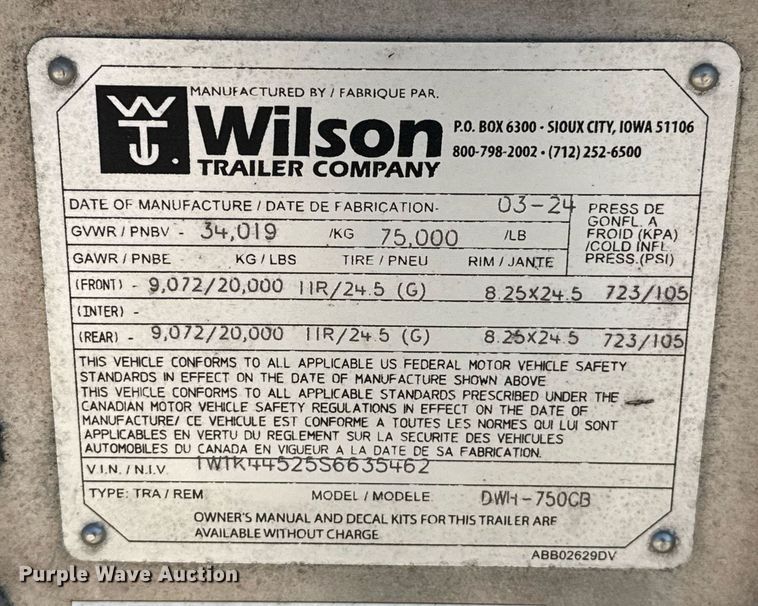 MANUFACTURED BY / FABRIQUE PAR.
WTJ.
Wilson
TRAILER COMPANY
P.O. BOX 6300 • SIOUX CITY, IOWA 51106
800-798-2002 • (712) 252-6500
DATE OF MANUFACTURE / DATE DE FABRICATION- 03-24
PRESS DE
GONFL. A
FROID (KPA)
/COLD INFL.
PRESS.(PSI)
GVWR / PNBV - 34,019 /KG 75,000 /LB
GAWR / PNBE KG / LBS TIRE / PNEU RIM / JANTE
(FRONT) - 9,072/20,000 11R/24.5 (G) 8.25X24.5 723/105
(INTER) -
(REAR) - 9,072/20,000 11R/24.5 (G) 8.25X24.5 723/105
THIS VEHICLE CONFORMS TO ALL APPLICABLE US FEDERAL MOTOR VEHICLE SAFETY
STANDARDS IN EFFECT ON THE DATE OF MANUFACTURE SHOWN ABOVE
THIS VEHICLE CONFORMS TO ALL APPLICABLE STANDARDS PRESCRIBED UNDER THE
CANADIAN MOTOR VEHICLE SAFETY REGULATIONS IN EFFECT ON THE DATE OF
MANUFACTURE/ CE VEHICULE EST CONFORME A TOUTES LES NORMES QUI LUI SONT
APPLICABLES EN VERTU DU REGLEMENT SUR LA SECURITE DES VEHICULES
AUTOMOBILES DU CANADA EN VIGUEUR A LA DATE DE SA FABRICATION.
V.I.N. / N.I.V. 1W1K44525S6635462
TYPE: TRA / REM MODEL / MODELE DWH-750CB
OWNER'S MANUAL AND DECAL KITS FOR THIS TRAILER ARE
AVAILABLE WITHOUT CHARGE
ABB02629DV
Purple Wave Auction